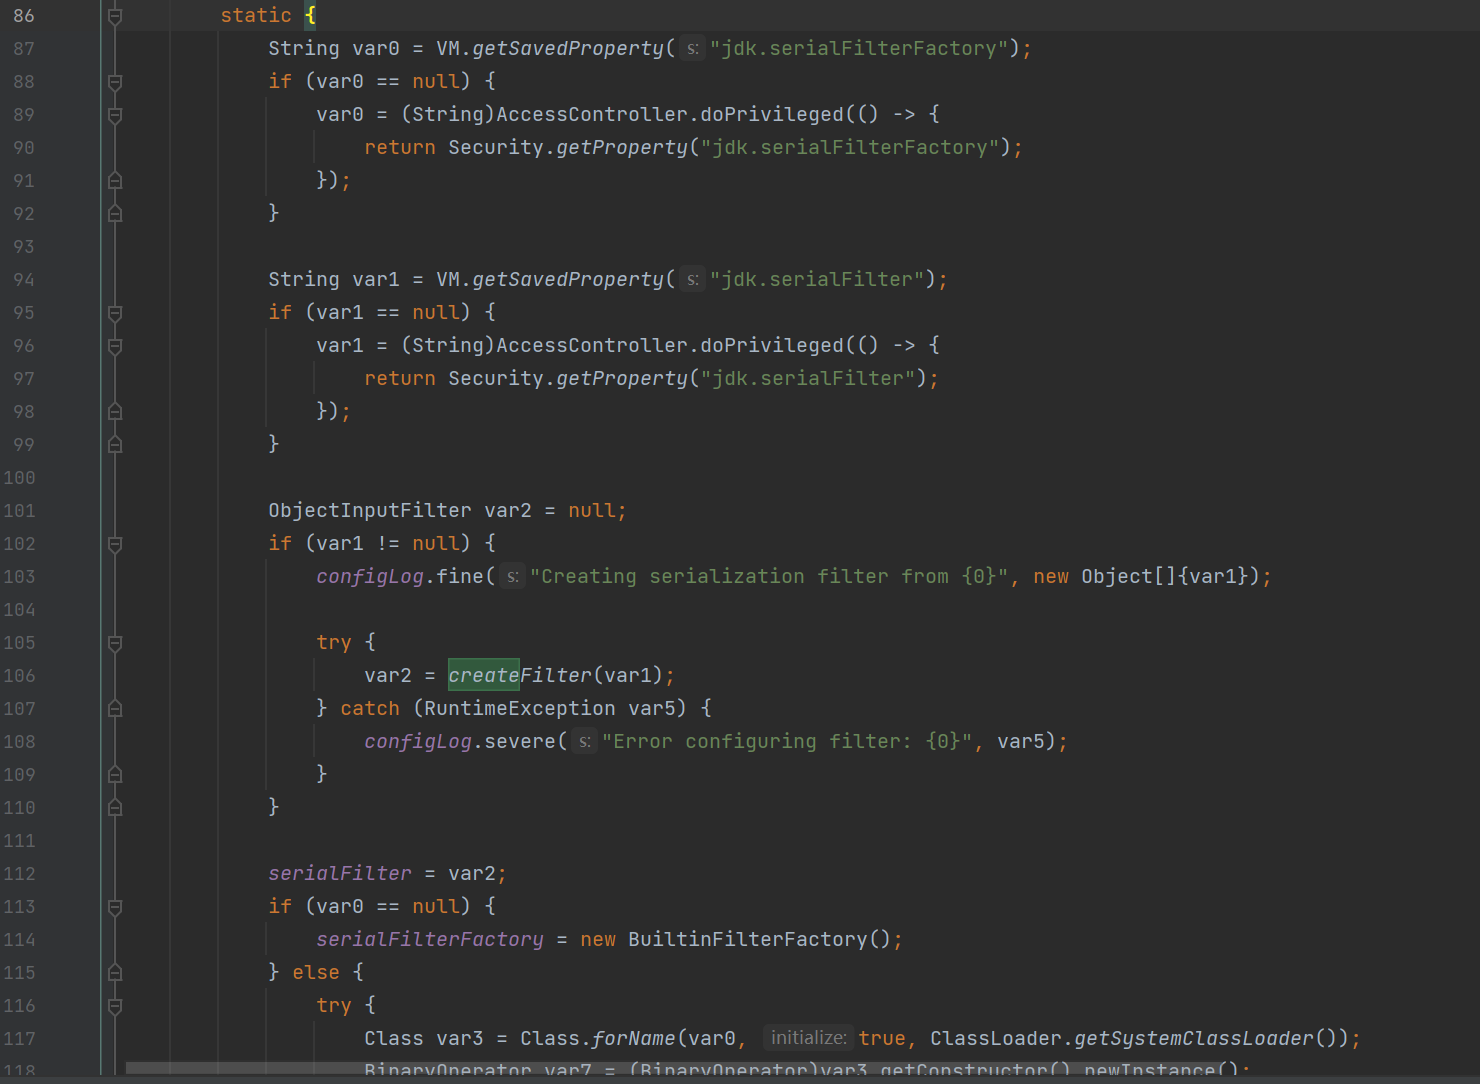 86 static {
87 String var0 = VM.getSavedProperty( s: "jdk.serialFilterFactory");
88 if (var0 == null) {
89 var0 = (String)AccessController.doPrivileged(() -> {
90 return Security.getProperty("jdk.serialFilterFactory");
91 });
92 }
93
94 String var1 = VM.getSavedProperty( s: "jdk.serialFilter");
95 if (var1 == null) {
96 var1 = (String)AccessController.doPrivileged(() -> {
97 return Security.getProperty("jdk.serialFilter");
98 });
99 }
100
101 ObjectInputFilter var2 = null;
102 if (var1 != null) {
103 configLog.fine( s: "Creating serialization filter from {0}", new Object[]{var1});
104
105 try {
106 var2 = createFilter(var1);
107 } catch (RuntimeException var5) {
108 configLog.severe( s: "Error configuring filter: {0}", var5);
109 }
110 }
111
112 serialFilter = var2;
113 if (var0 == null) {
114 serialFilterFactory = new BuiltinFilterFactory();
115 } else {
116 try {
117 Class var3 = Class.forName(var0, initialize: true, ClassLoader.getSystemClassLoader());
118 BinaryOperator var7 = (BinaryOperator)var3.getConstructor().newInstance();